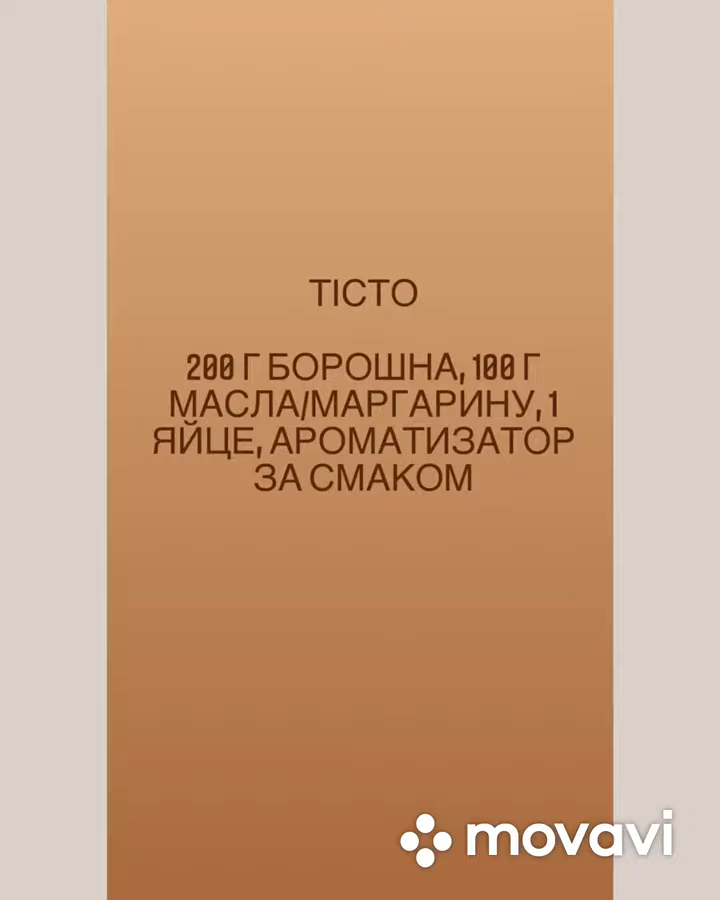 ТІСТО
200 Г БОРОШНА, 100 Г
МАСЛА/МАРГАРИНУ, 1
ЯЙЦЕ, АРОМАТИЗАТОР
ЗА СМАКОМ
movavi